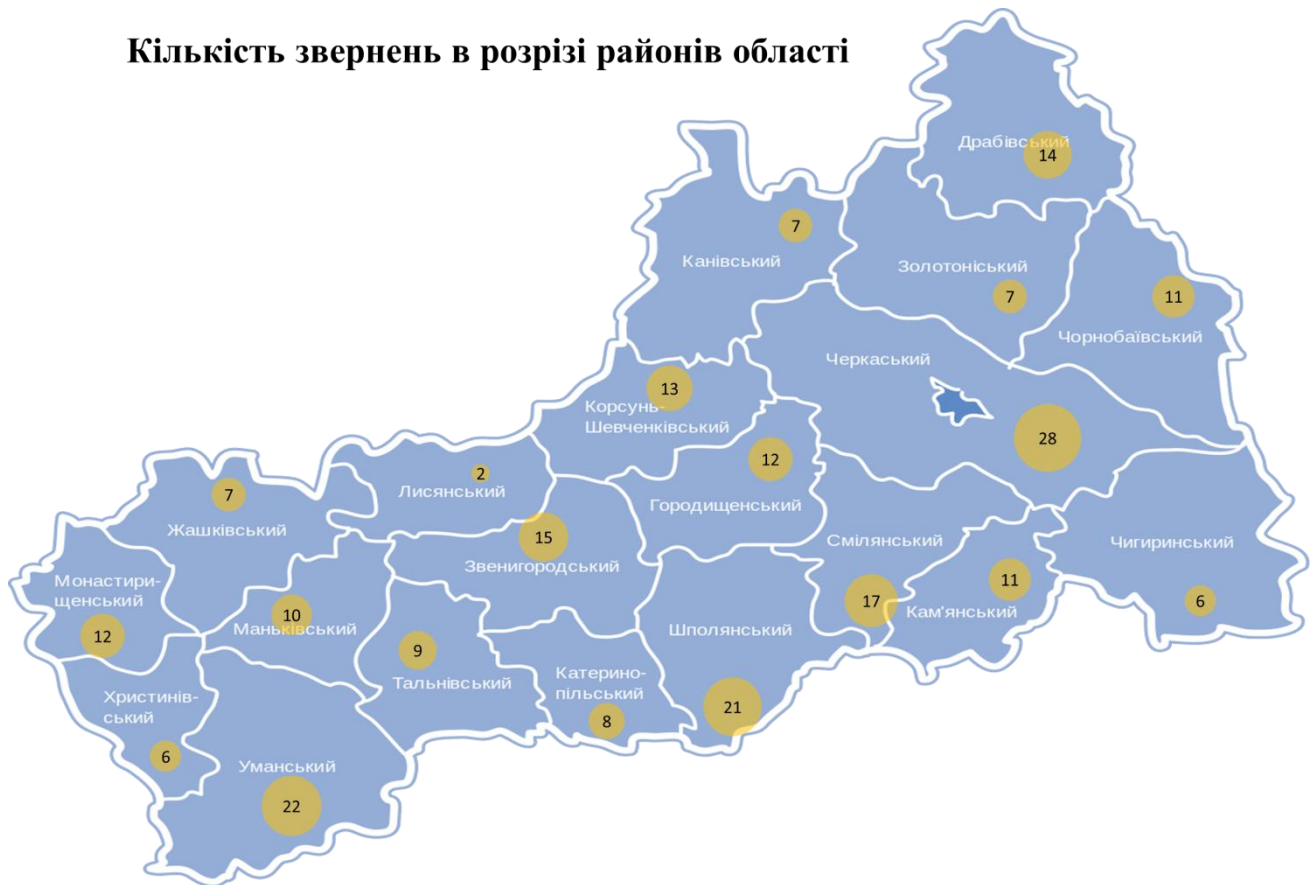 Кількість звернень в розрізі районів області
Драбівський
14
7
Канівський
Золотоніський
7
11
Чорнобаївський
Черкаський
13
Корсунь-
Шевченківський
28
12
Городищенський
2
Лисянський
7
Жашківський
15
Звенигородський
Смілянський
17
11
Кам'янський
Чигиринський
6
Монастири-
щенський
12
10
Маньківський
9
Тальнівський
Шполянський
21
Катерино-
пільський
8
Христинів-
ський
6
Уманський
22